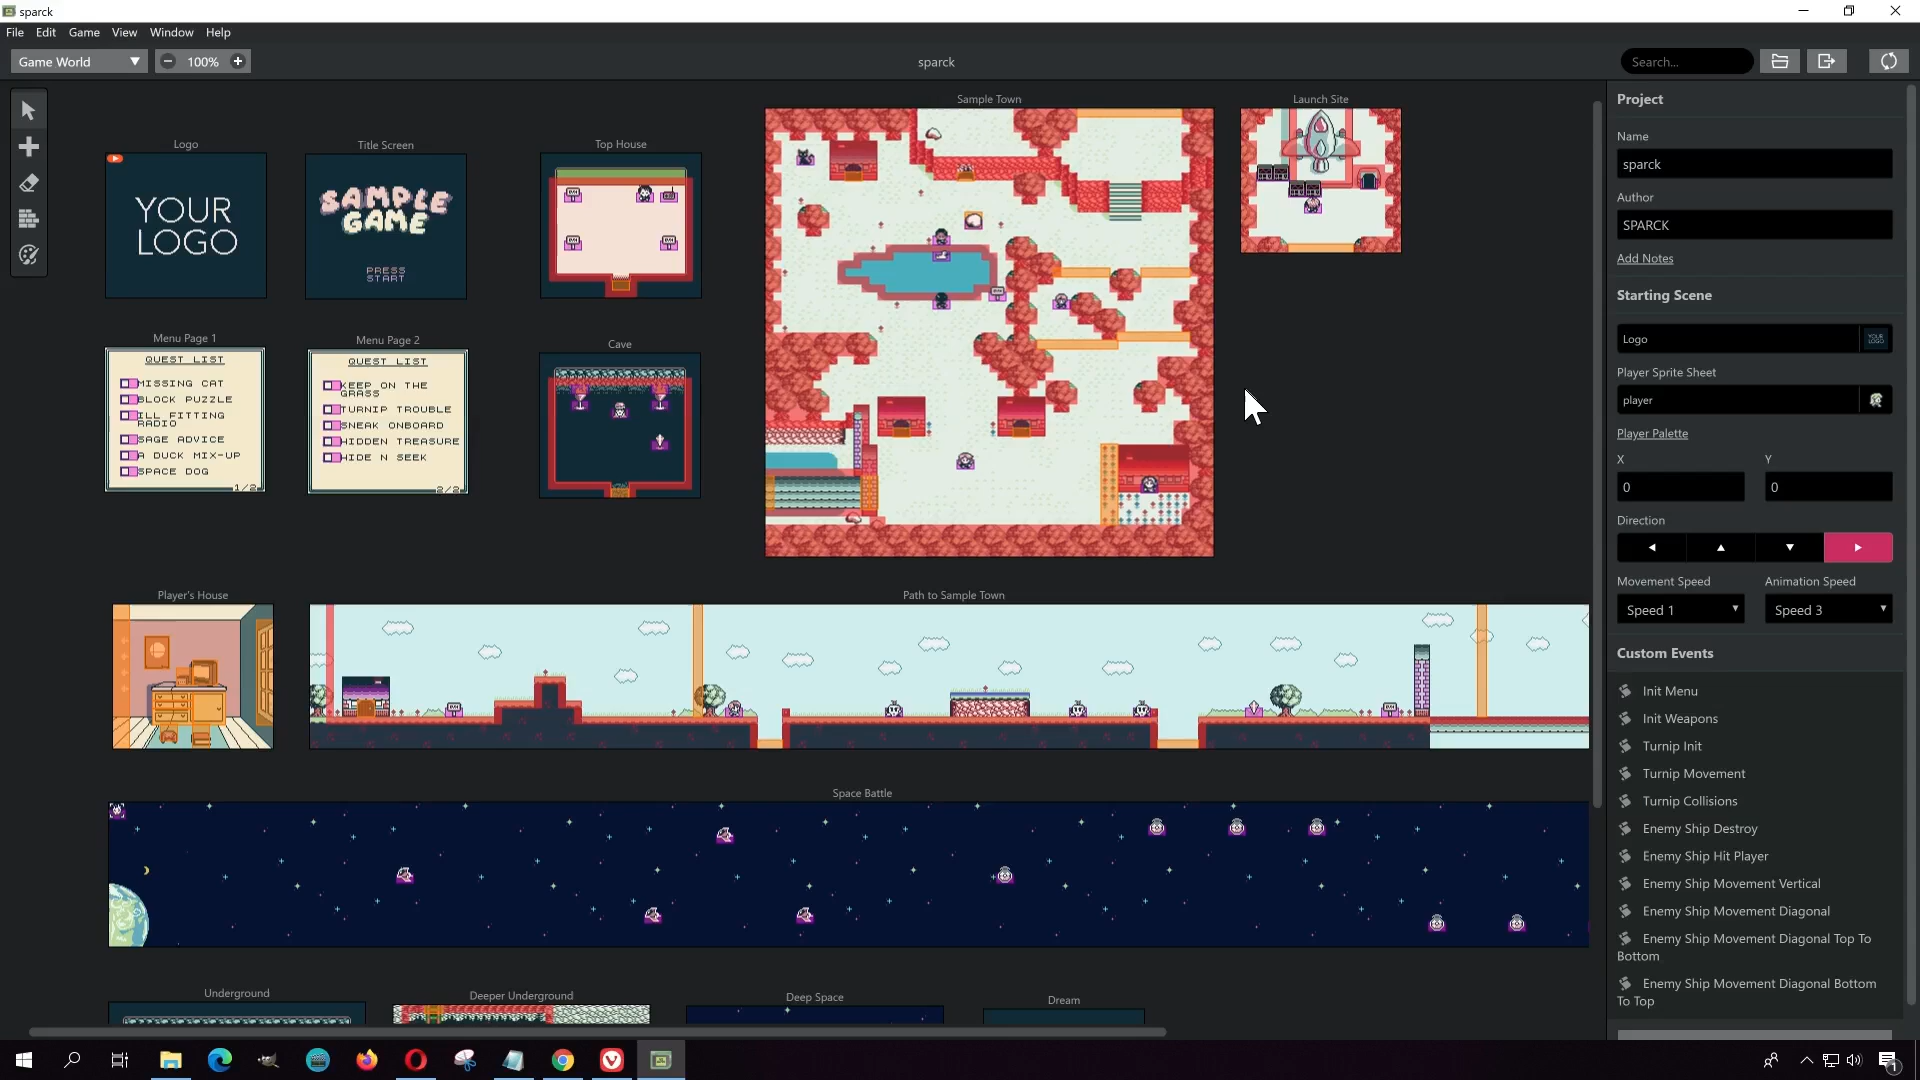 sparck
File Edit Game View Window Help
Game World
100%
sparck
Search...
Logo
YOUR
LOGO
Title Screen
SAMPLE
GAME
PRESS
START
Top House
Sample Town
Launch Site
Menu Page 1
QUEST LIST
MISSING CAT
BLOCK PUZZLE
ILL FITTING
RADIO
SAGE ADVICE
A DUCK MIX-UP
SPACE DOG
1/2
Menu Page 2
QUEST LIST
KEEP ON THE
GRASS
TURNIP TROUBLE
SNEAK ONBOARD
HIDDEN TREASURE
HIDE N SEEK
2/2
Cave
Player's House
Path to Sample Town
Space Battle
Underground
Deeper Underground
Deep Space
Dream
Project
Name
sparck
Author
SPARCK
Add Notes
Starting Scene
Logo
YOUR
LOGO
Player Sprite Sheet
player
Player Palette
X
Y
0
0
Direction
Movement Speed
Animation Speed
Speed 1
Speed 3
Custom Events
Init Menu
Init Weapons
Turnip Init
Turnip Movement
Turnip Collisions
Enemy Ship Destroy
Enemy Ship Hit Player
Enemy Ship Movement Vertical
Enemy Ship Movement Diagonal
Enemy Ship Movement Diagonal Top To
Bottom
Enemy Ship Movement Diagonal Bottom
To Top
1